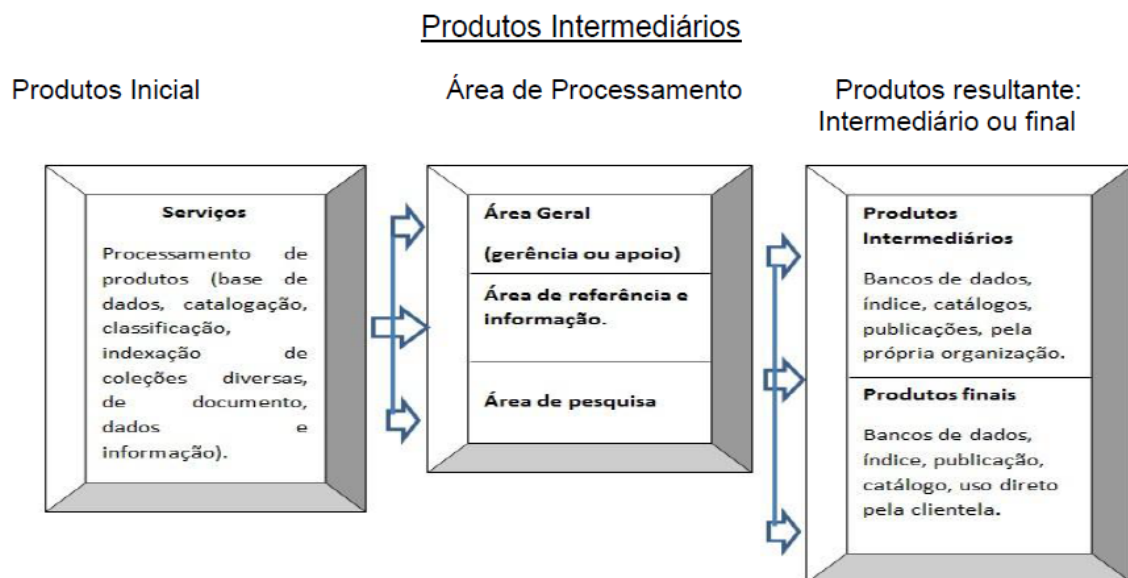 Produtos Intermediários
Produtos Inicial
Área de Processamento
Produtos resultante:
Intermediário ou final
Serviços
Processamento de
produtos (base de
dados, catalogação,
classificação,
indexação de
coleções diversas,
de documento,
dados e
informação).
Área Geral
(gerência ou apoio)
Área de referência e
informação.
Área de pesquisa
Produtos
Intermediários
Bancos de dados,
índice, catálogos,
publicações, pela
própria organização.
Produtos finais
Bancos de dados,
índice, publicação,
catálogo, uso direto
pela clientela.